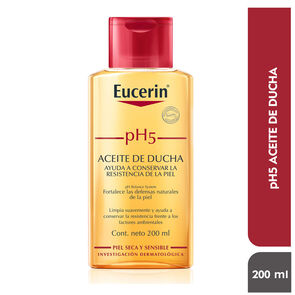 Eucerin®
pH5
ACEITE DE DUCHA
AYUDA A CONSERVAR LA
RESISTENCIA DE LA PIEL
pH Balance System
Fortalece las defensas naturales
de la piel
Limpia suavemente y ayuda a
conservar la resistencia frente a los
factores ambientales
Cont. neto 200 ml
PIEL SECA Y SENSIBLE
INVESTIGACIÓN DERMATOLÓGICA
pH5 ACEITE DE DUCHA
200 ml